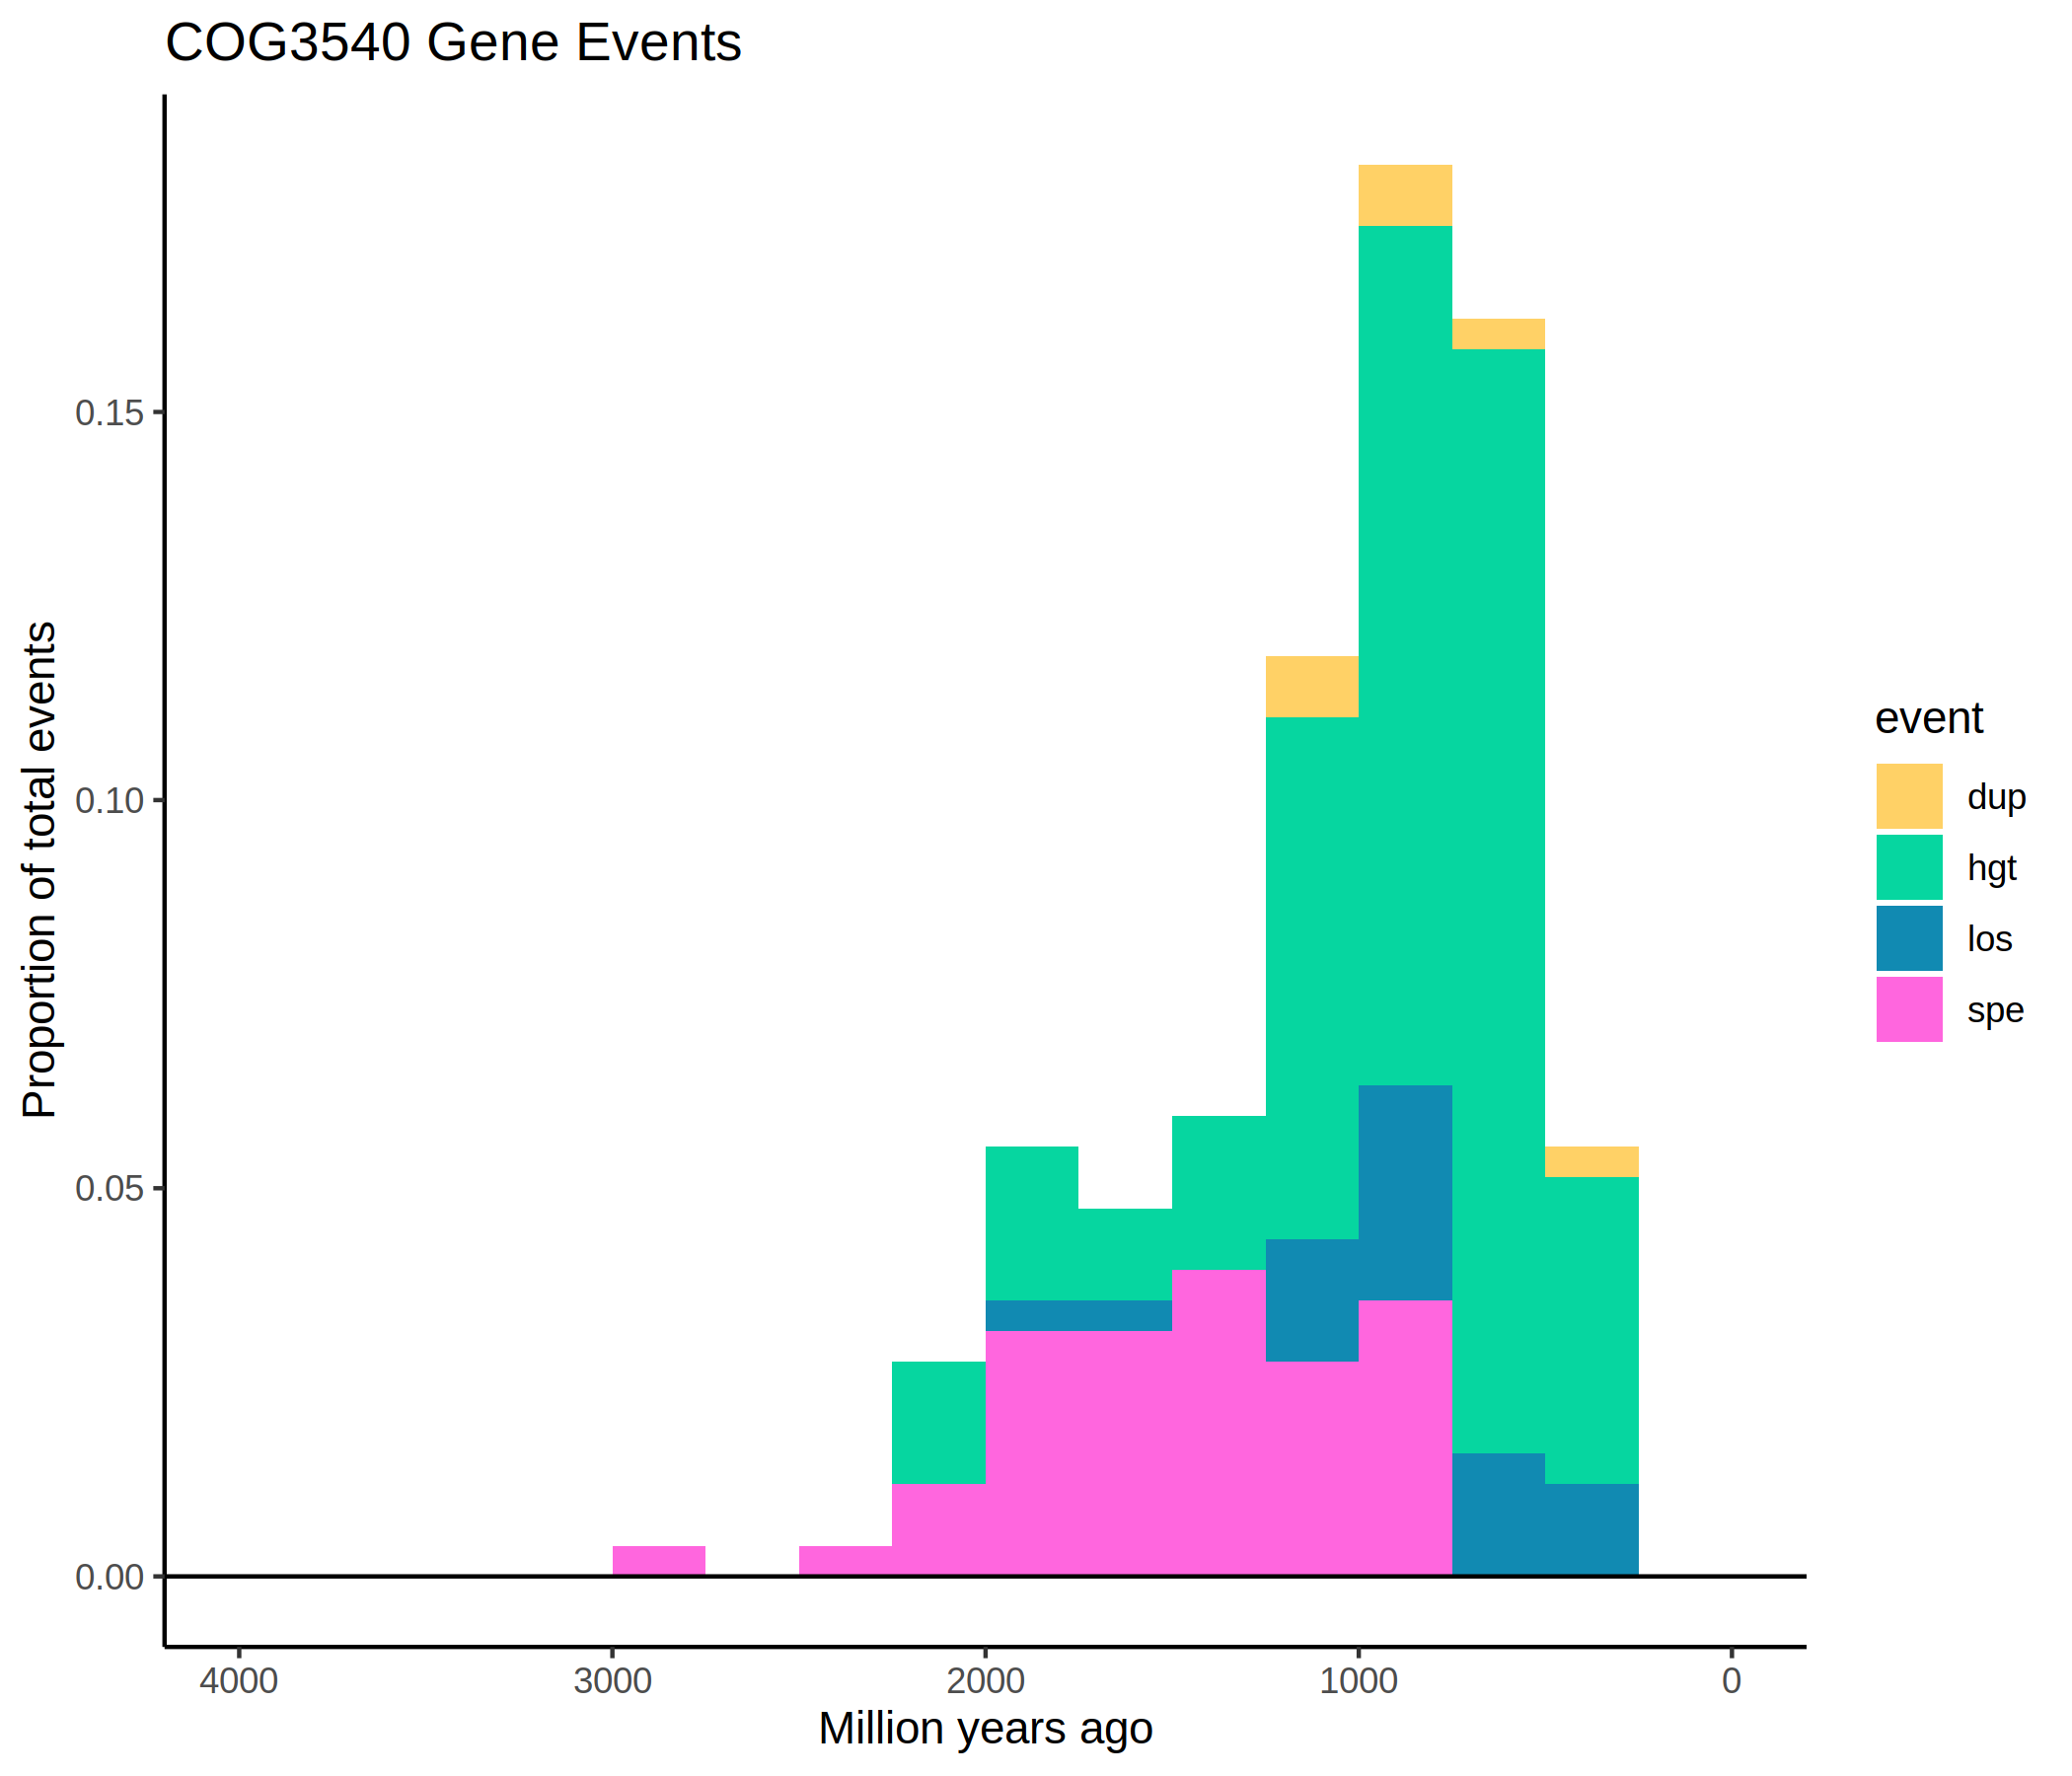 COG3540 Gene Events
Proportion of total events
0.15
0.10
0.05
0.00
4000
3000
2000
1000
0
Million years ago
event
dup
hgt
los
spe